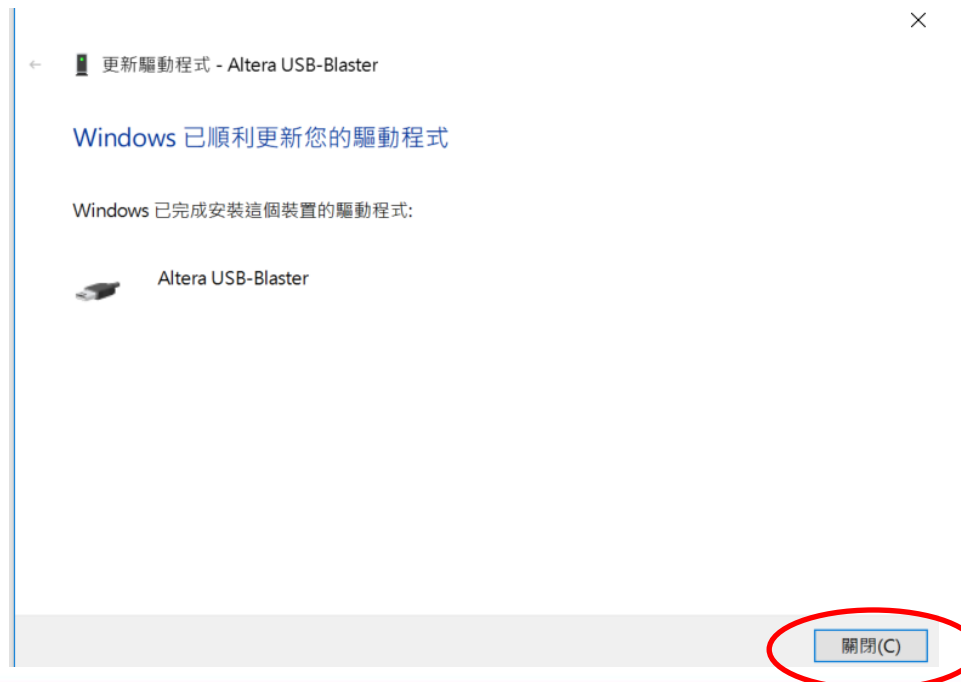 更新驅動程式 - Altera USB-Blaster
Windows 已順利更新您的驅動程式
Windows 已完成安裝這個裝置的驅動程式:
Altera USB-Blaster
關閉(C)